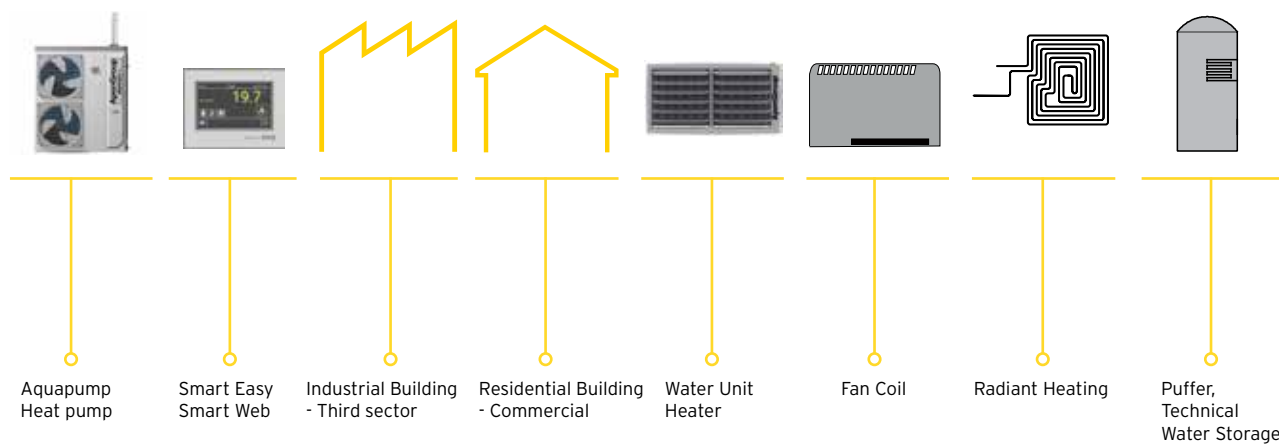 19.7
Aquapump
Heat pump
Smart Easy
Smart Web
Industrial Building
- Third sector
Residential Building
- Commercial
Water Unit
Heater
Fan Coil
Radiant Heating
Puffer,
Technical
Water Storage